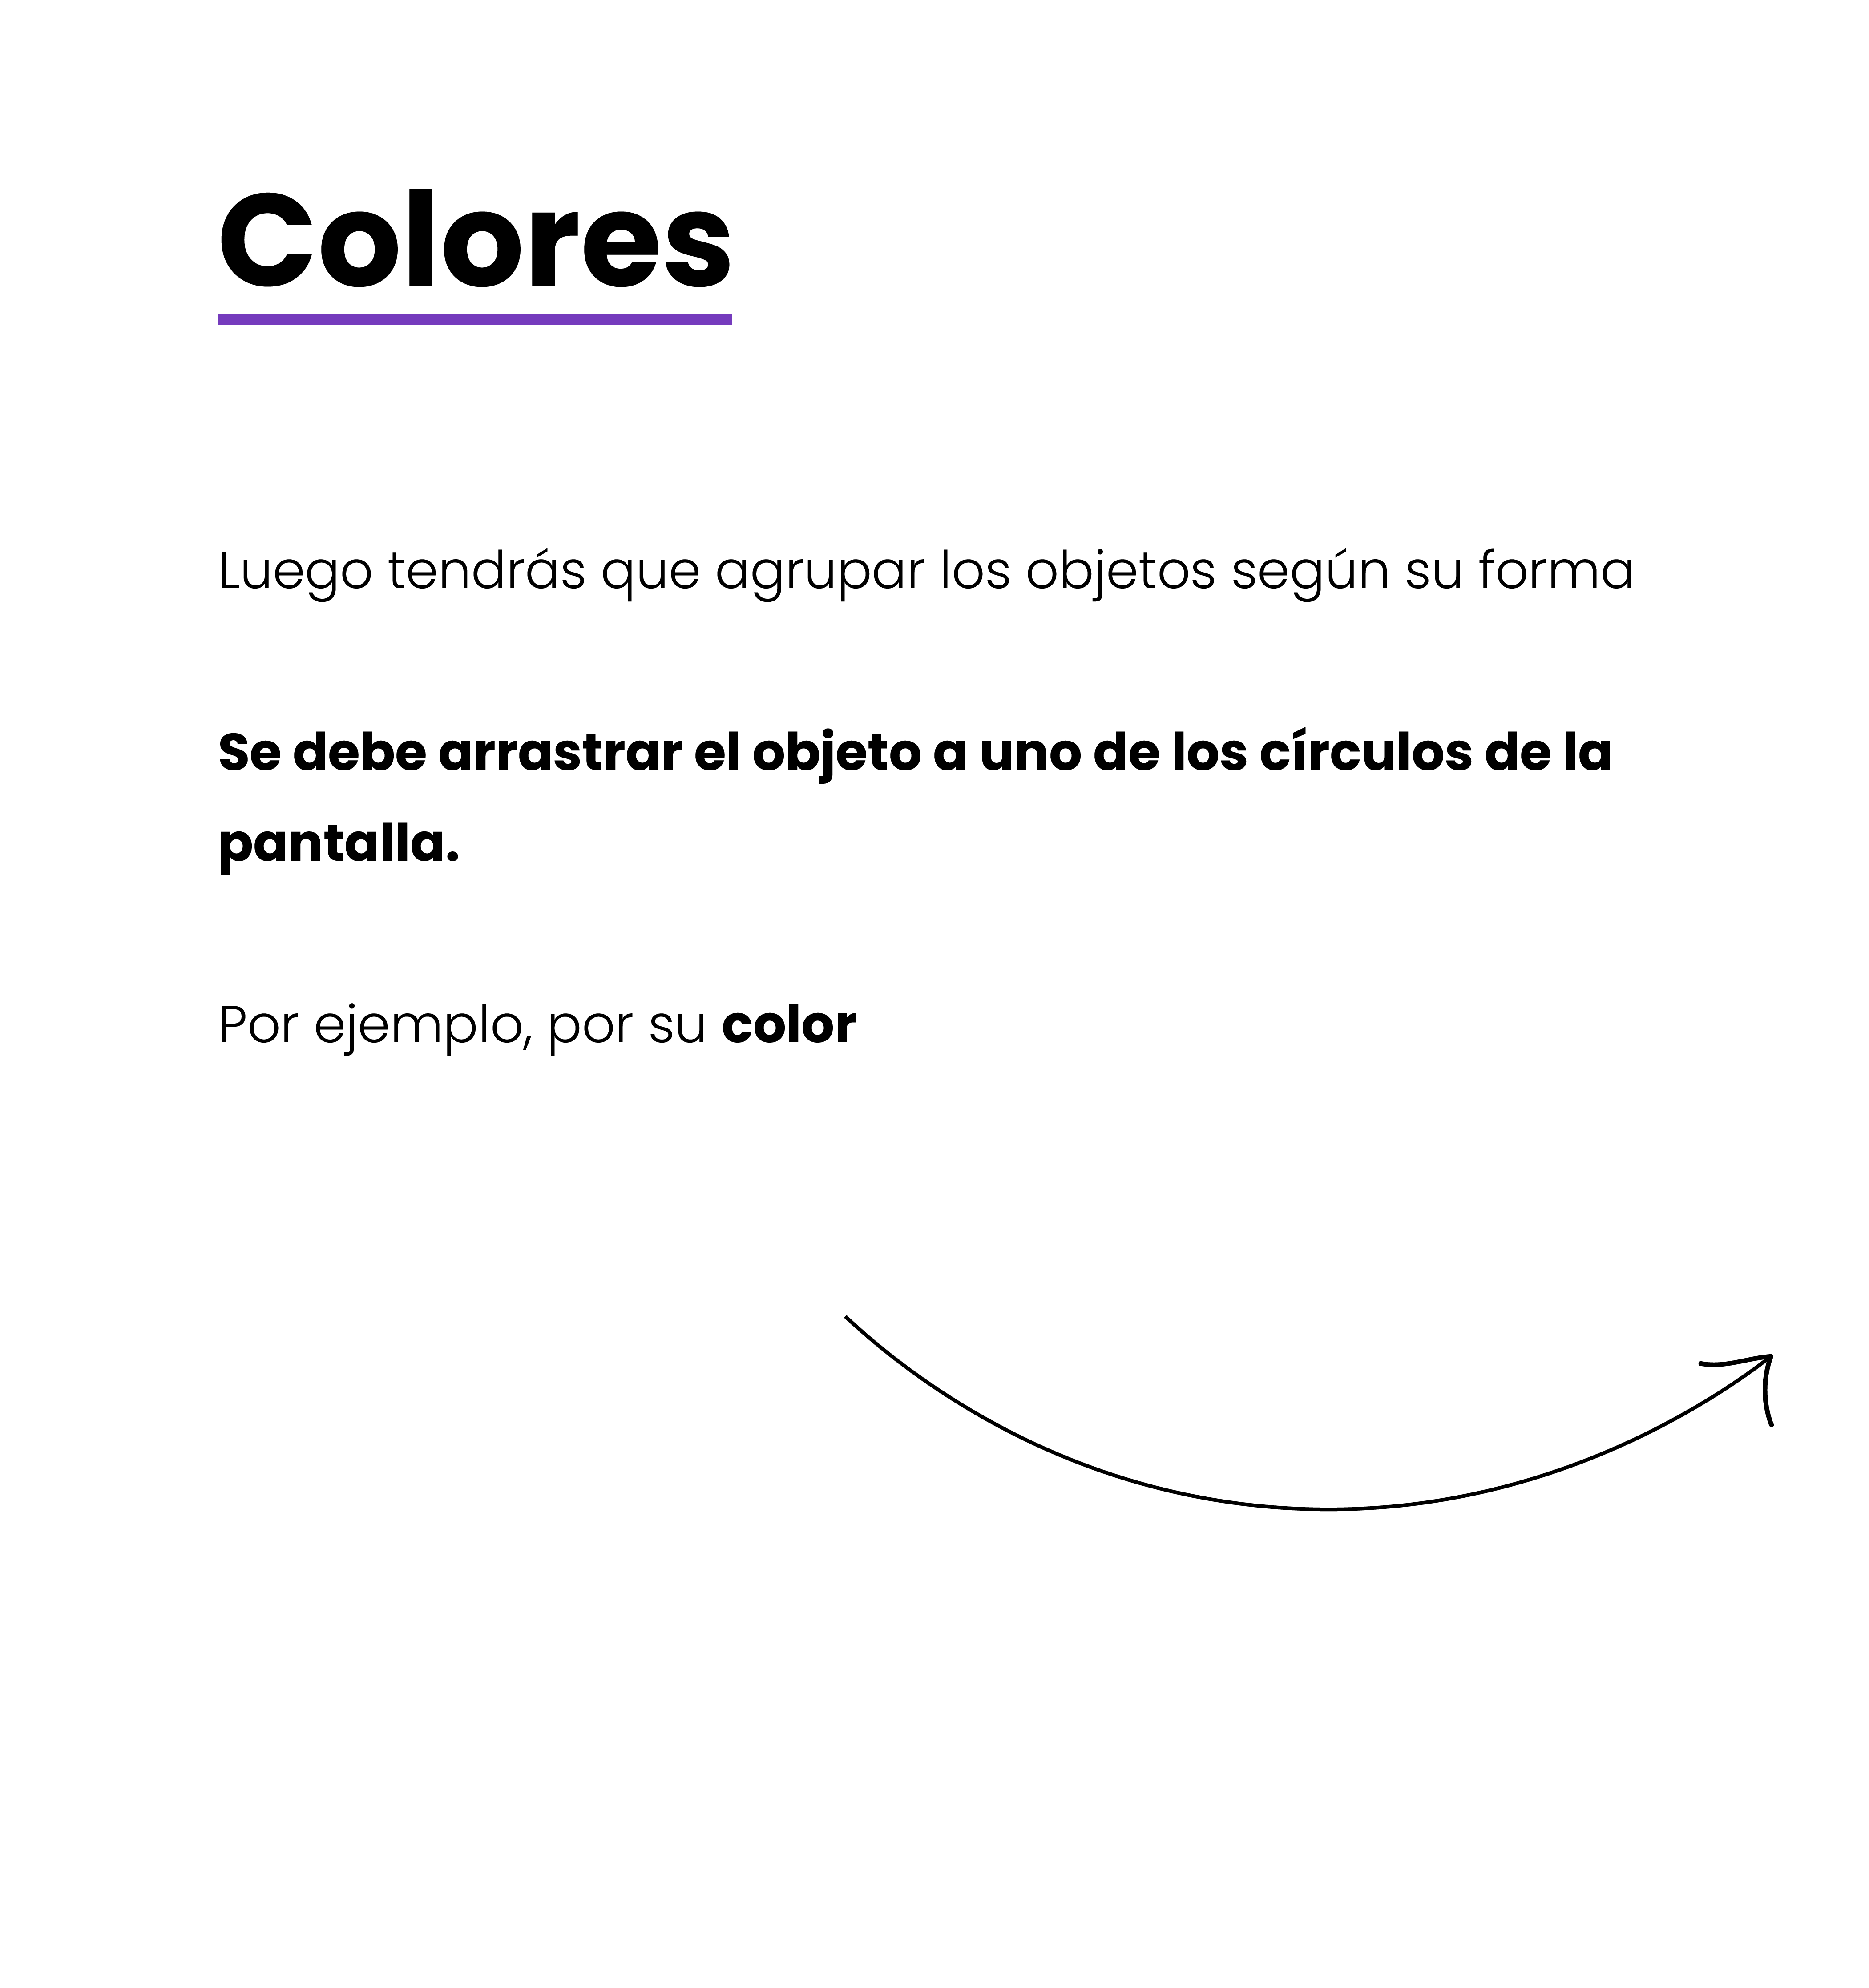 Colores
Luego tendrás que agrupar los objetos según su forma
Se debe arrastrar el objeto a uno de los círculos de la
pantalla.
Por ejemplo, por su color